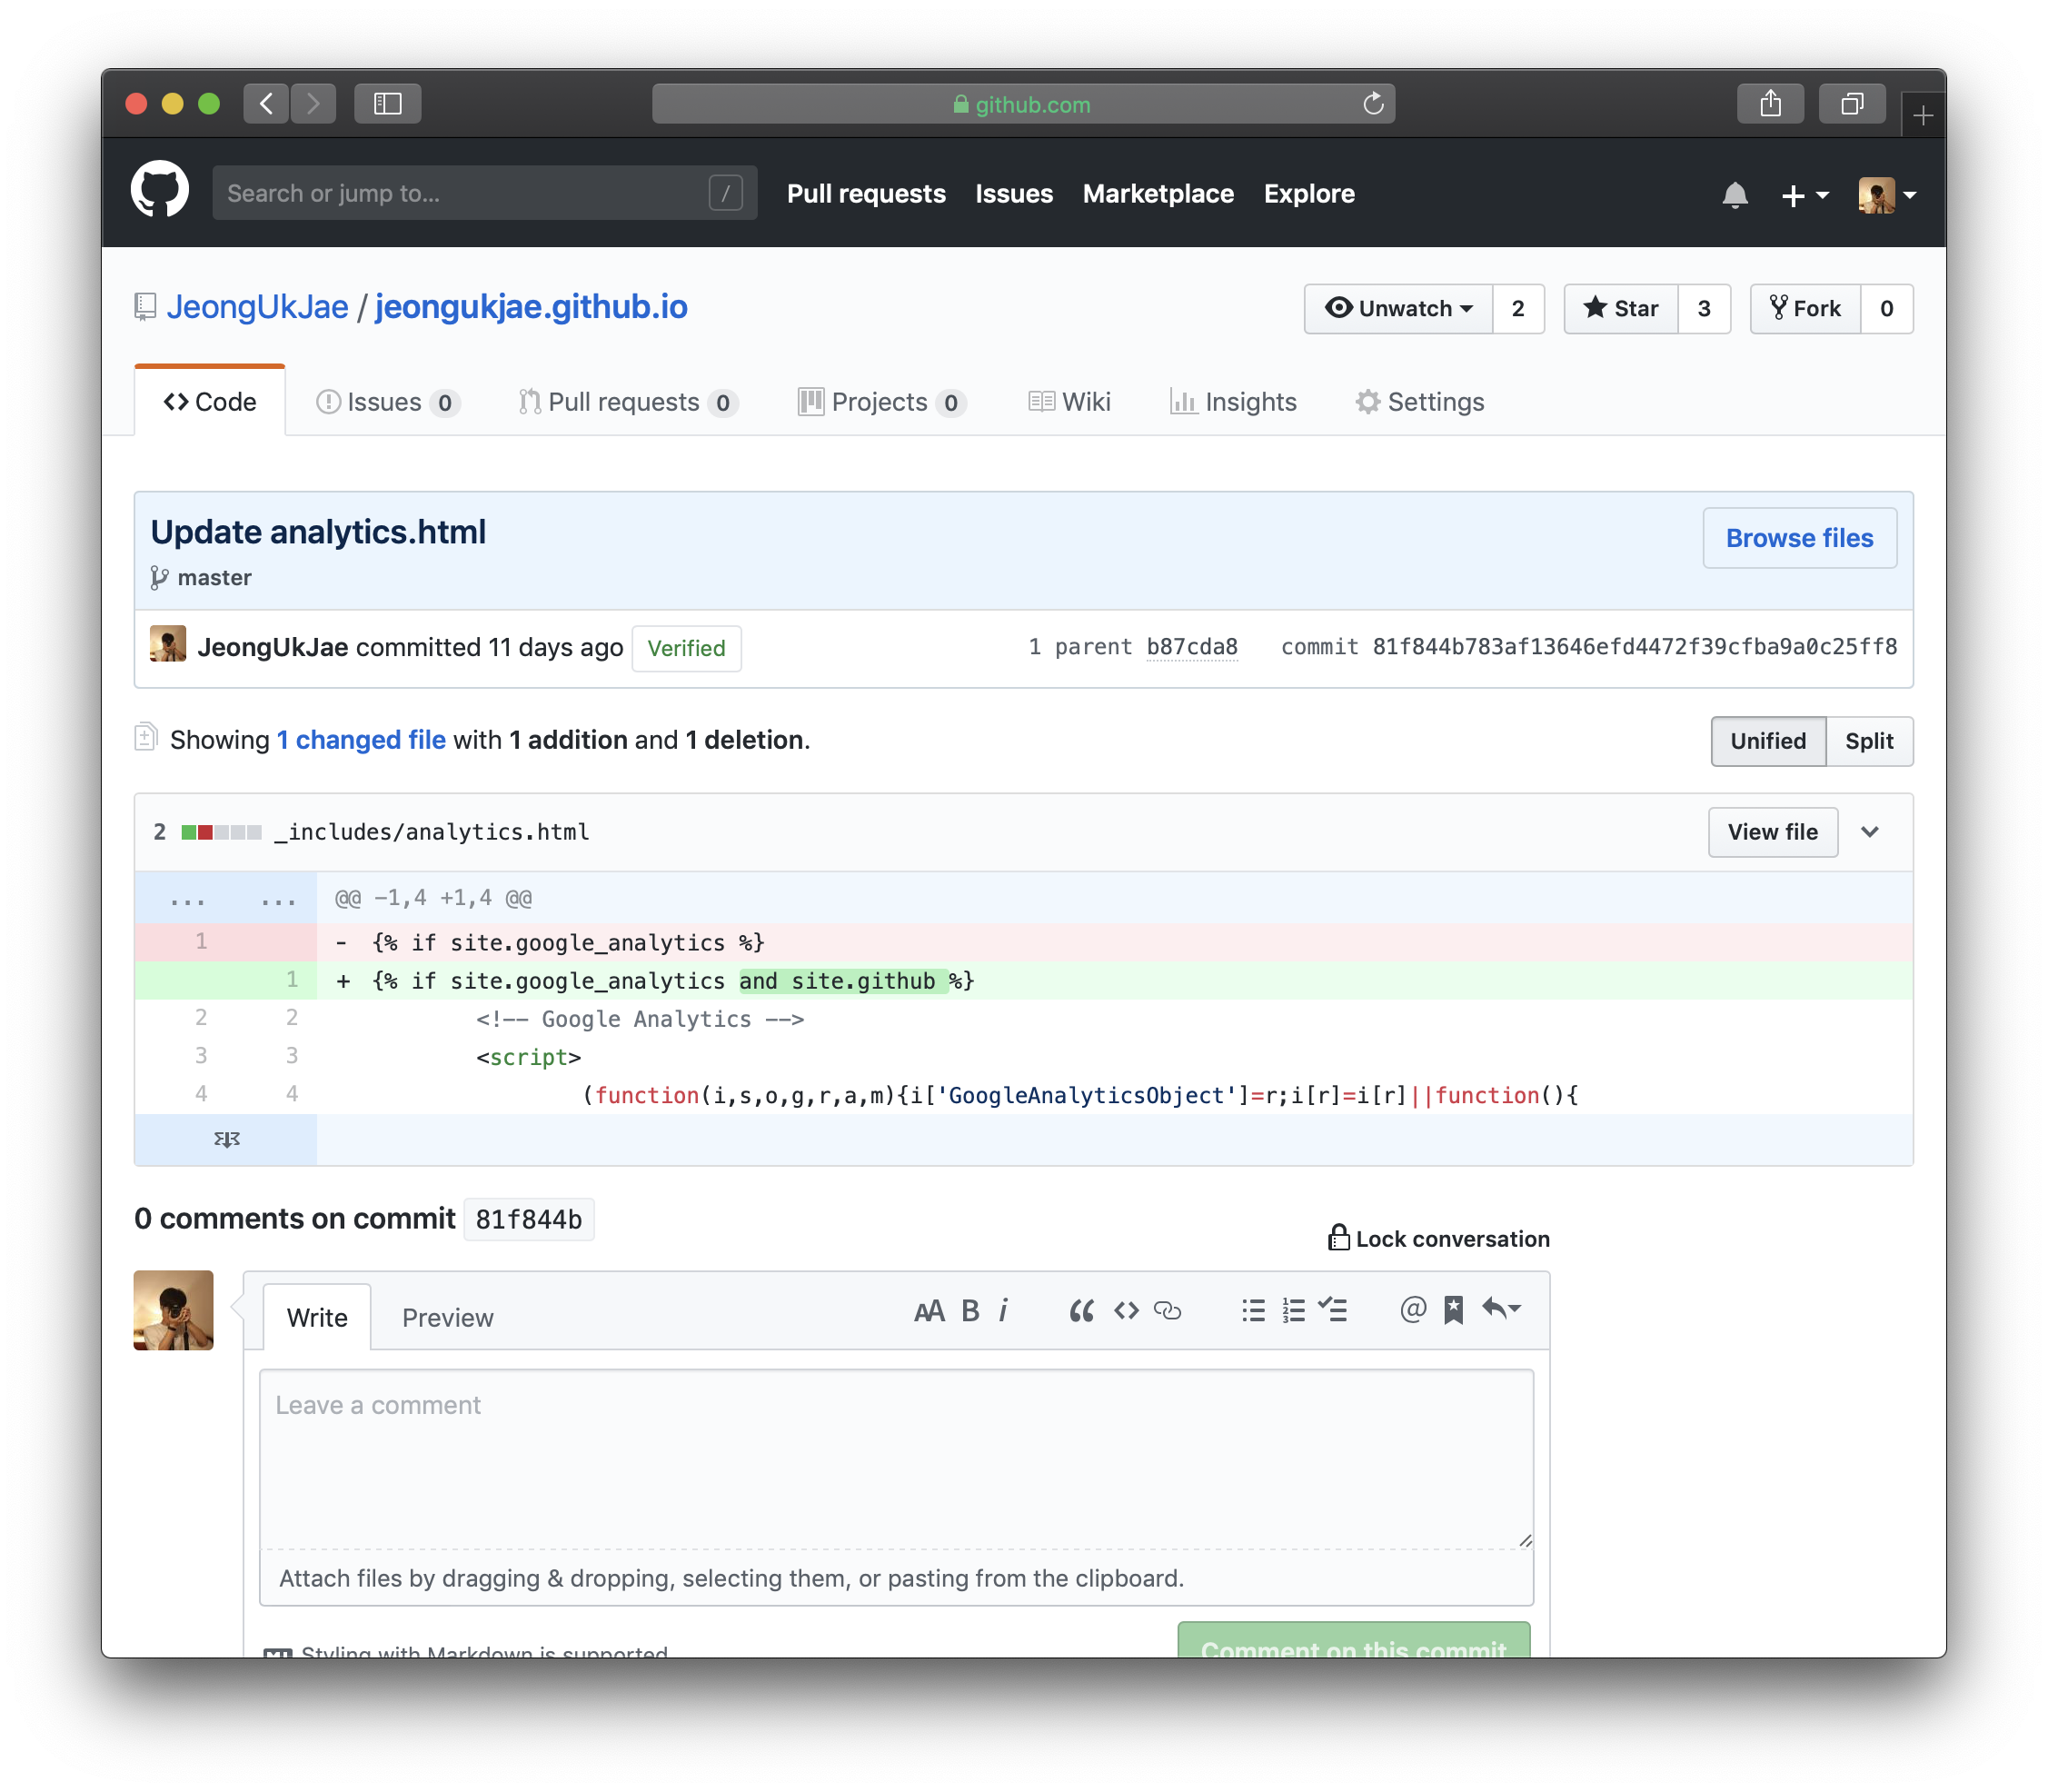 github.com
Search or jump to... /
Pull requests Issues Marketplace Explore
JeongUkJae / jeongukjae.github.io
Unwatch 2 Star 3 Fork 0
Code Issues 0 Pull requests 0 Projects 0 Wiki Insights Settings
Update analytics.html
Browse files
master
JeongUkJae committed 11 days ago Verified 1 parent b87cda8 commit 81f844b783af13646efd4472f39cfba9a0c25ff8
Showing 1 changed file with 1 addition and 1 deletion.
Unified Split
2 _includes/analytics.html View file
... ... @@ -1,4 +1,4 @@
1 - {% if site.google_analytics %}
1 + {% if site.google_analytics and site.github %}
2 2 <!-- Google Analytics -->
3 3 <script>
4 4 (function(i,s,o,g,r,a,m){i['GoogleAnalyticsObject']=r;i[r]=i[r]||function(){
0 comments on commit 81f844b
Lock conversation
Write Preview
Leave a comment
Attach files by dragging & dropping, selecting them, or pasting from the clipboard.
Styling with Markdown is supported
Comment on this commit